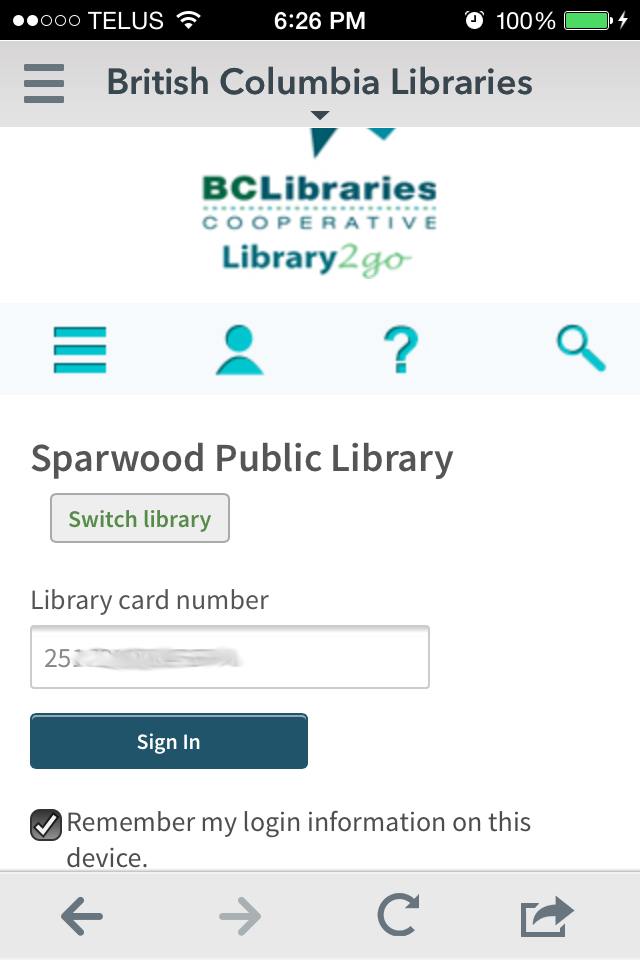 TELUS 6:26 PM 100%
British Columbia Libraries
BCLibraries
COOPERATIVE
Library2go
?
Sparwood Public Library
Switch library
Library card number
25
Sign In
Remember my login information on this
device.